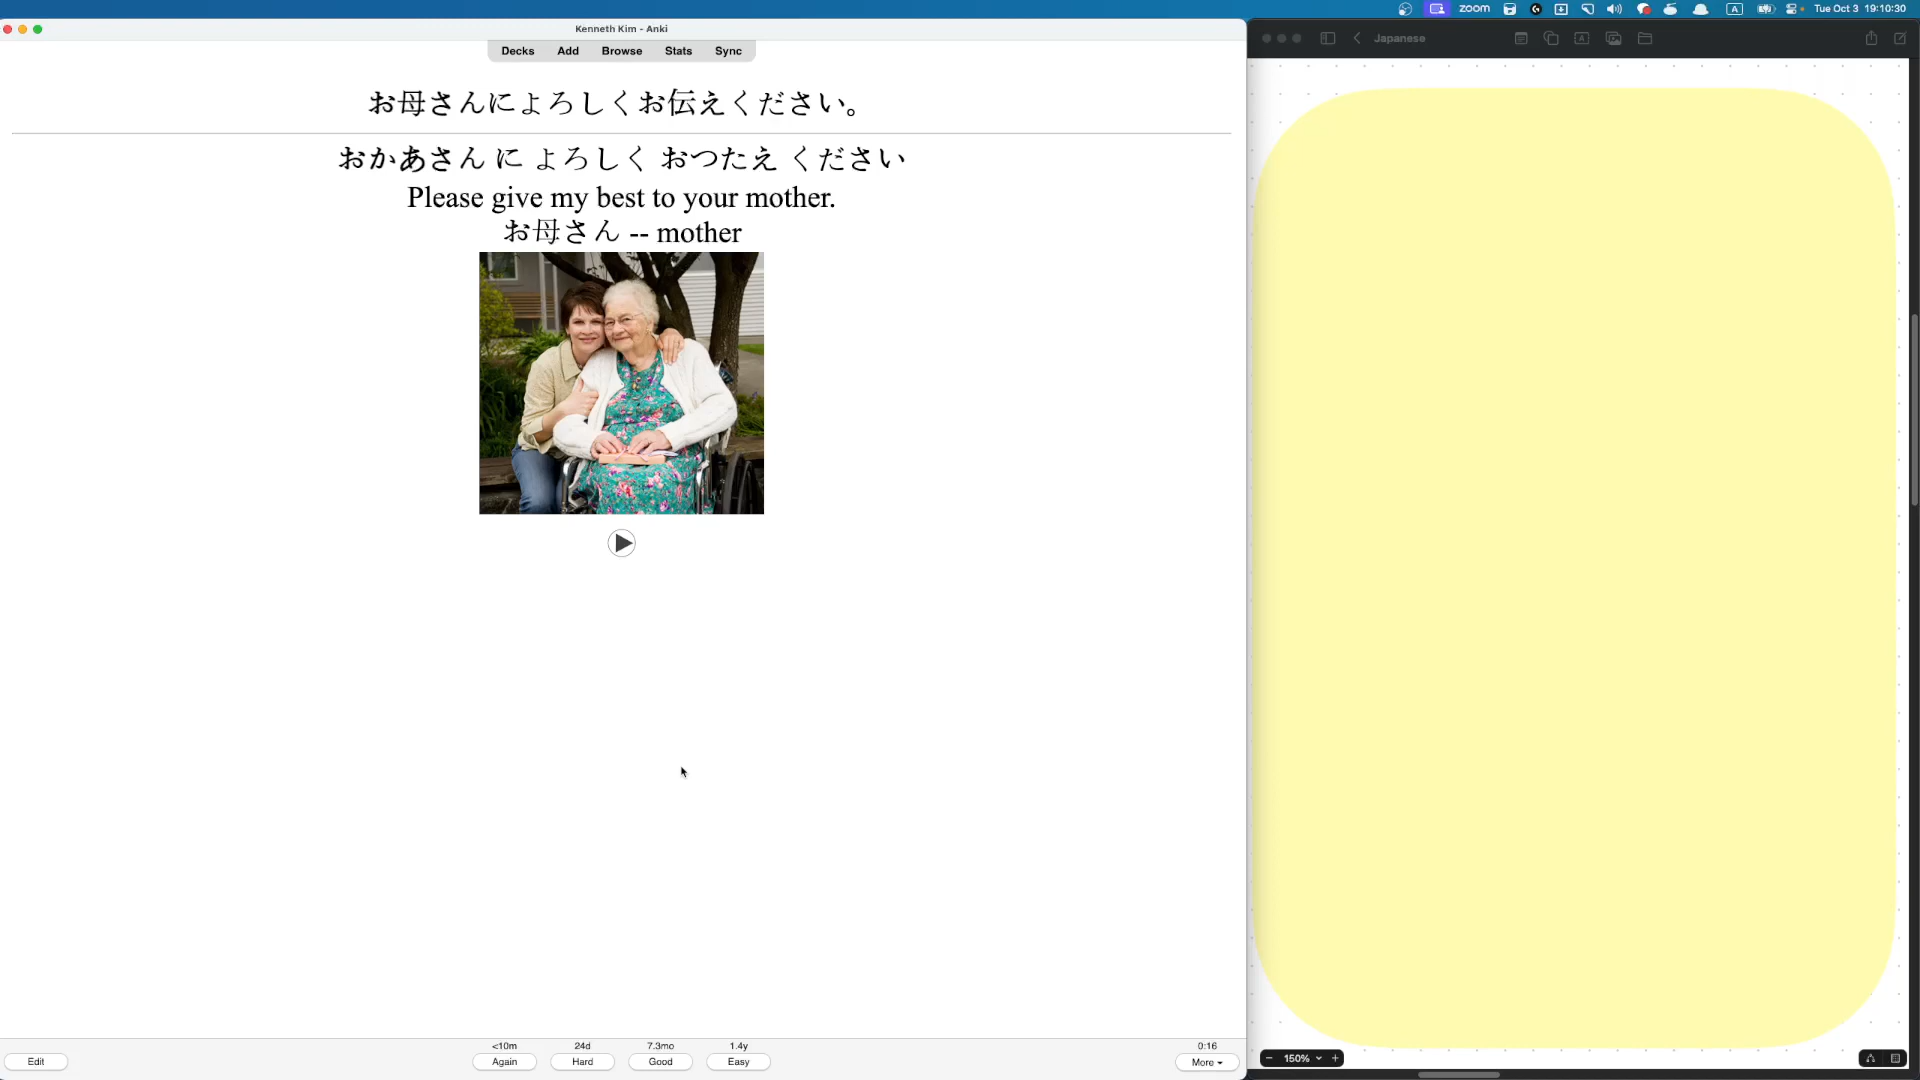 zoom
A
Tue Oct 3 19:10:30
Kenneth Kim - Anki
Decks Add Browse Stats Sync
Japanese
お母さんによろしくお伝えください。
おかあさん に よろしく おつたえ ください
Please give my best to your mother.
お母さん -- mother
<10m 24d 7.3mo 1.4y 0:16
Edit Again Hard Good Easy More
150%